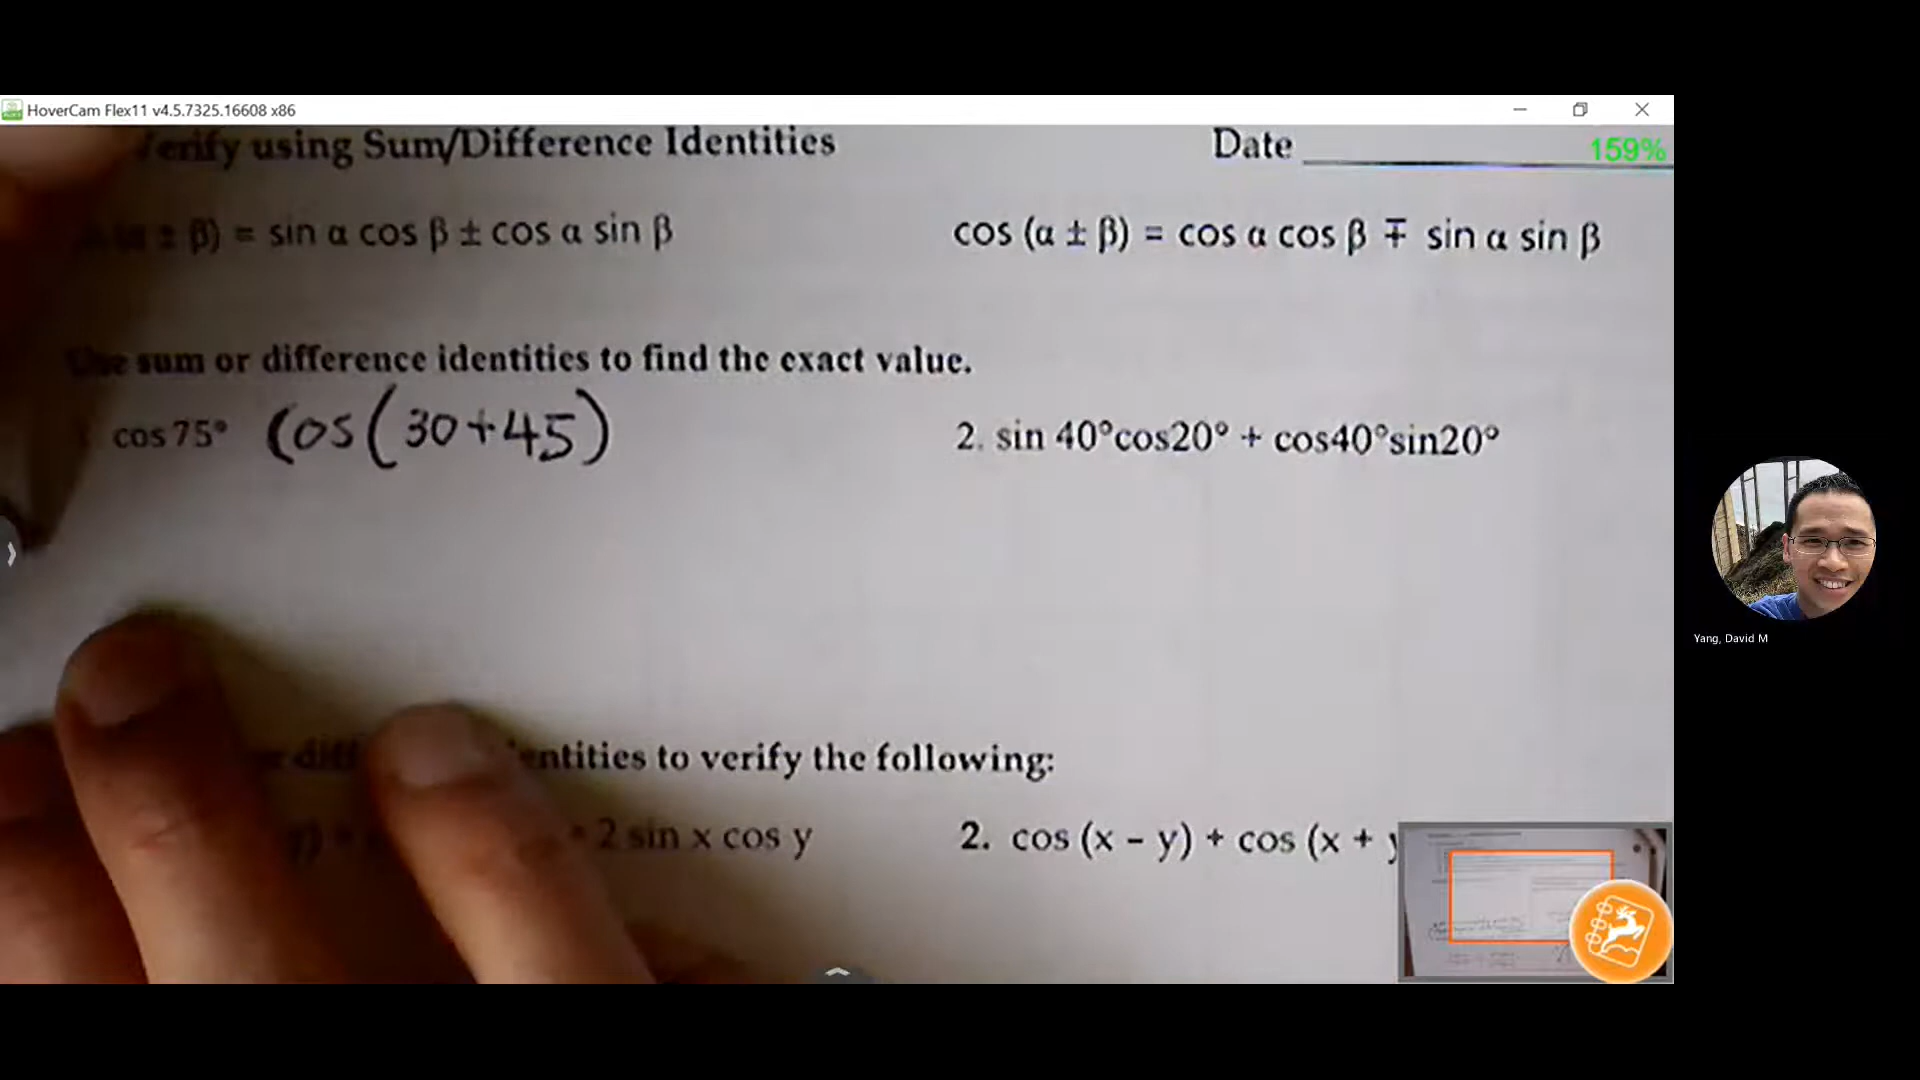 HoverCam Flex11 v4.5.7325.16608 x86
Verify using Sum/Difference Identities
Date
159%
± β) = sin α cos β ± cos α sin β
cos (α ± β) = cos α cos β ∓ sin α sin β
Use sum or difference identities to find the exact value.
cos 75° cos(30+45)
2. sin 40°cos20° + cos40°sin20°
Yang, David M
to verify the following:
2 sin x cos y
2. cos (x - y) + cos (x +